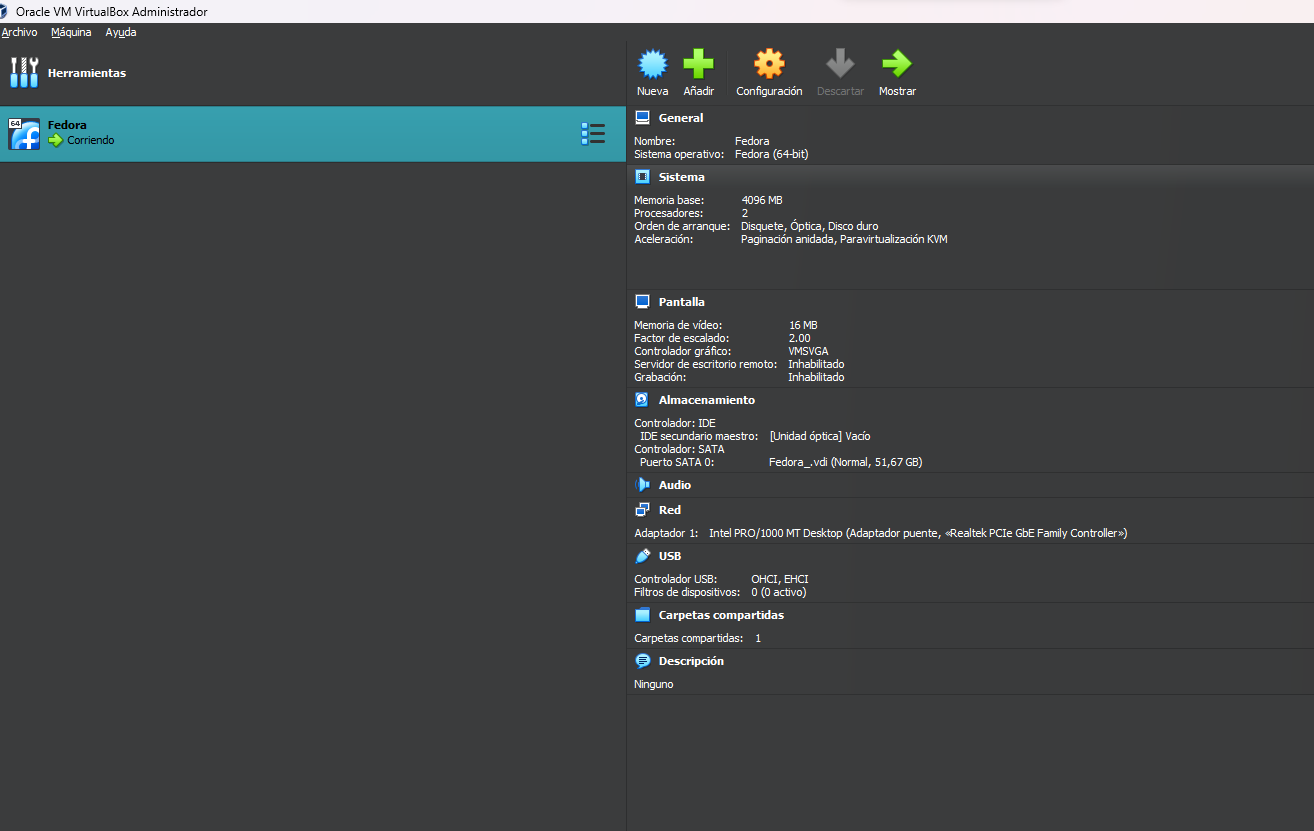 Oracle VM VirtualBox Administrador
Archivo Máquina Ayuda
Herramientas
64
Fedora
Corriendo
Nueva Añadir Configuración Descartar Mostrar
General
Nombre: Fedora
Sistema operativo: Fedora (64-bit)
Sistema
Memoria base: 4096 MB
Procesadores: 2
Orden de arranque: Disquete, Óptica, Disco duro
Aceleración: Paginación anidada, Paravirtualización KVM
Pantalla
Memoria de vídeo: 16 MB
Factor de escalado: 2.00
Controlador gráfico: VMSVGA
Servidor de escritorio remoto: Inhabilitado
Grabación: Inhabilitado
Almacenamiento
Controlador: IDE
IDE secundario maestro: [Unidad óptica] Vacío
Controlador: SATA
Puerto SATA 0: Fedora_.vdi (Normal, 51,67 GB)
Audio
Red
Adaptador 1: Intel PRO/1000 MT Desktop (Adaptador puente, «Realtek PCIe GbE Family Controller»)
USB
Controlador USB: OHCI, EHCI
Filtros de dispositivos: 0 (0 activo)
Carpetas compartidas
Carpetas compartidas: 1
Descripción
Ninguno